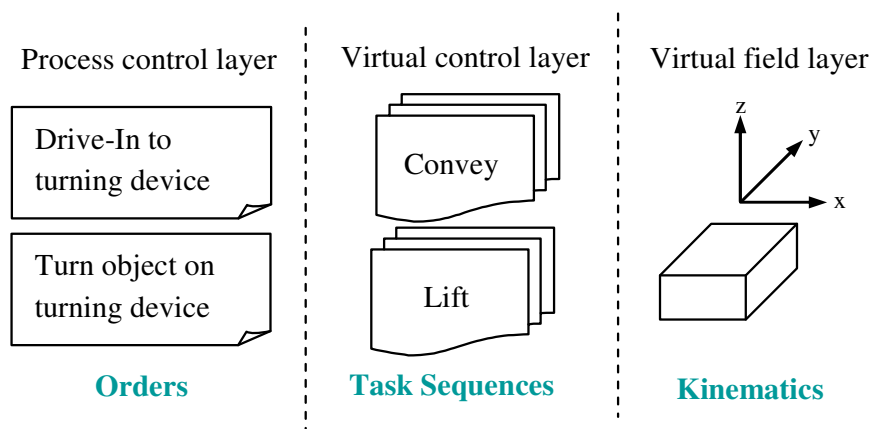 Process control layer
Drive-In to
turning device
Turn object on
turning device
Orders
Virtual control layer
Convey
Lift
Task Sequences
Virtual field layer
z
y
x
Kinematics